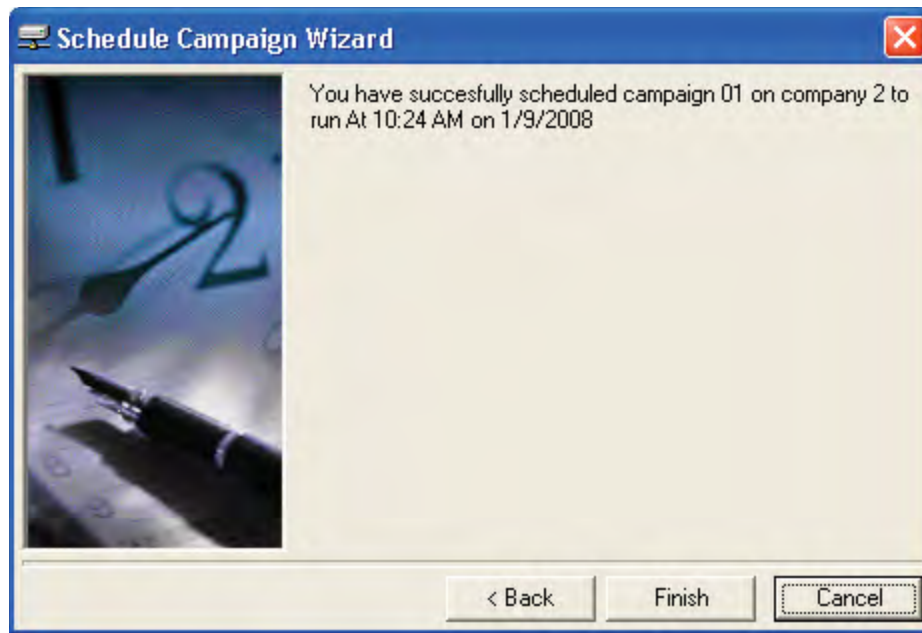 Schedule Campaign Wizard
You have succesfully scheduled campaign 01 on company 2 to
run At 10:24 AM on 1/9/2008
2
< Back
Finish
Cancel